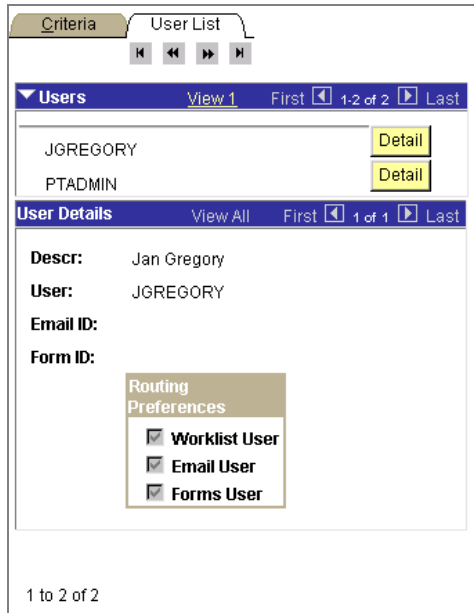 Criteria User List
Users View 1 First 1-2 of 2 Last
JGREGORY Detail
PTADMIN Detail
User Details View All First 1 of 1 Last
Descr: Jan Gregory
User: JGREGORY
Email ID:
Form ID:
Routing
Preferences
Worklist User
Email User
Forms User
1 to 2 of 2